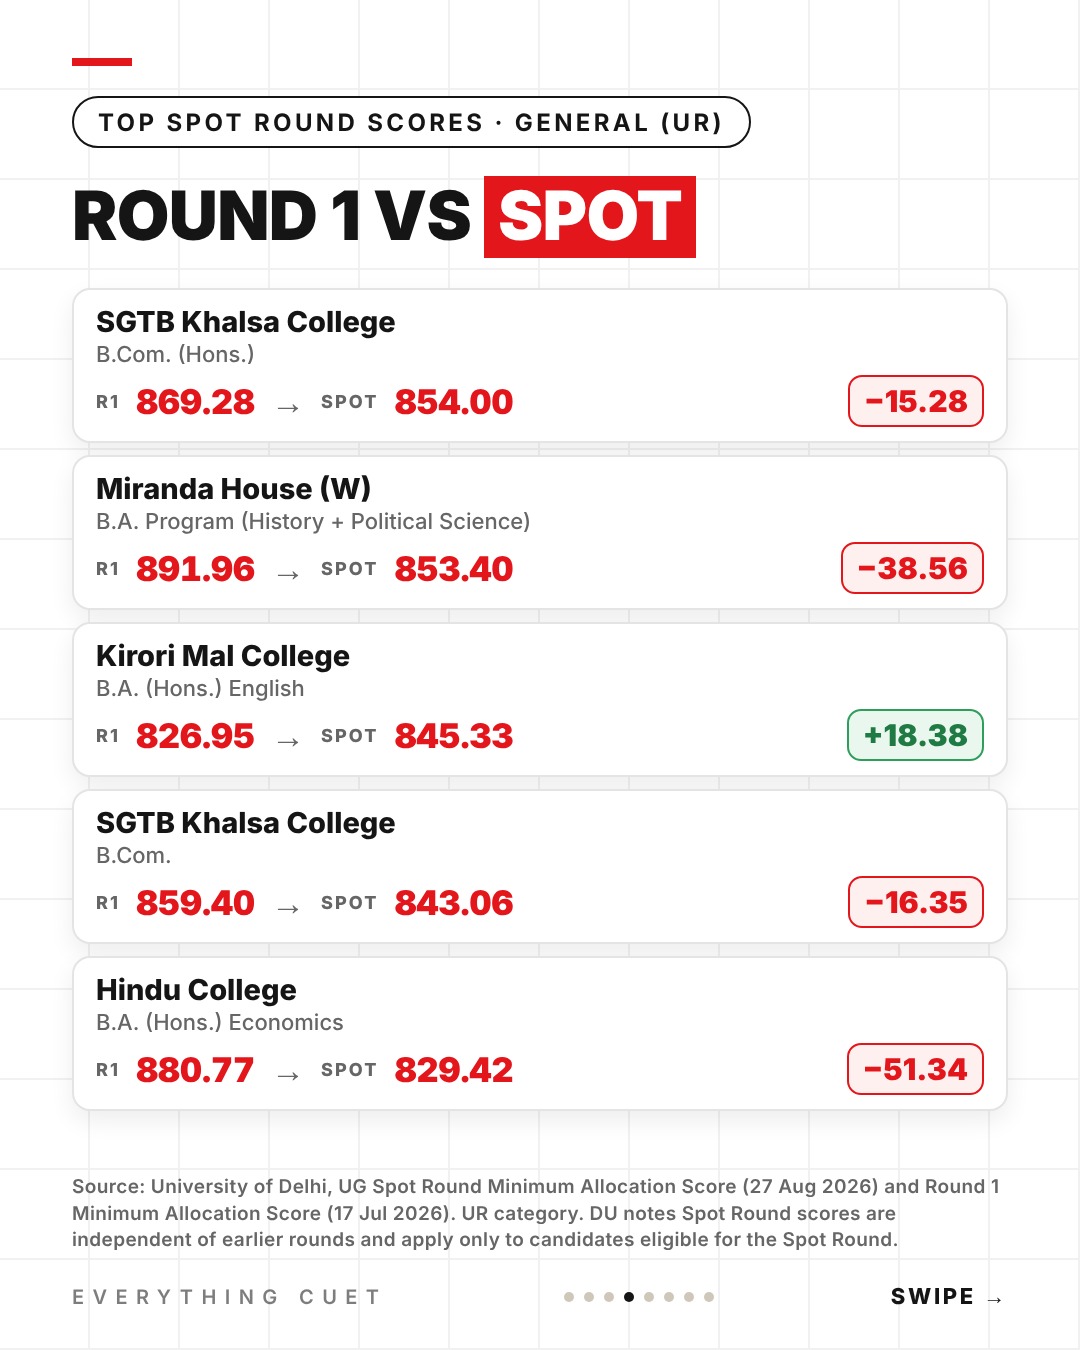 TOP SPOT ROUND SCORES · GENERAL (UR)
ROUND 1 VS SPOT
SGTB Khalsa College
B.Com. (Hons.)
R1 869.28 → SPOT 854.00 −15.28
Miranda House (W)
B.A. Program (History + Political Science)
R1 891.96 → SPOT 853.40 −38.56
Kirori Mal College
B.A. (Hons.) English
R1 826.95 → SPOT 845.33 +18.38
SGTB Khalsa College
B.Com.
R1 859.40 → SPOT 843.06 −16.35
Hindu College
B.A. (Hons.) Economics
R1 880.77 → SPOT 829.42 −51.34
Source: University of Delhi, UG Spot Round Minimum Allocation Score (27 Aug 2026) and Round 1
Minimum Allocation Score (17 Jul 2026). UR category. DU notes Spot Round scores are
independent of earlier rounds and apply only to candidates eligible for the Spot Round.
EVERYTHING CUET SWIPE →